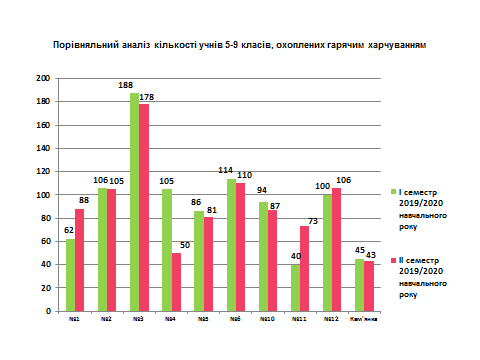 Порівняльний аналіз кількості учнів 5-9 класів, охоплених гарячим харчуванням
200
180
160
140
120
100
80
60
40
20
0
62 88
106 105
188 178
105 50
86 81
114 110
94 87
40 73
100 106
45 43
№1 №2 №3 №4 №5 №6 №10 №11 №12 Кам'янка
І семестр
2019/2020
навчального
року
ІІ семестр
2019/2020
навчального
року